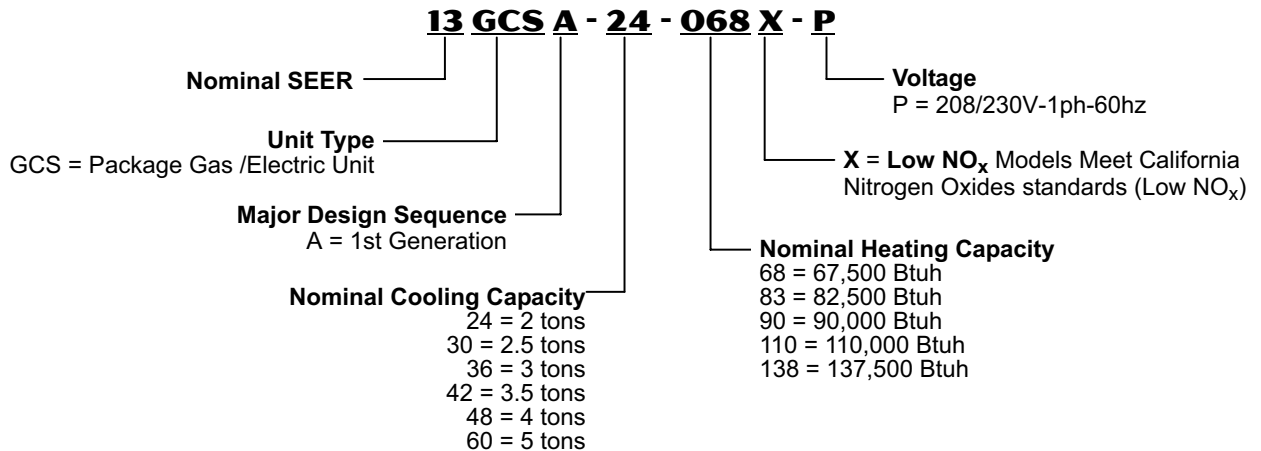 13 GCS A - 24 - 068 X - P
Nominal SEER
Unit Type
GCS = Package Gas /Electric Unit
Major Design Sequence
A = 1st Generation
Nominal Cooling Capacity
24 = 2 tons
30 = 2.5 tons
36 = 3 tons
42 = 3.5 tons
48 = 4 tons
60 = 5 tons
Voltage
P = 208/230V-1ph-60hz
X = Low NOx Models Meet California
Nitrogen Oxides standards (Low NOx)
Nominal Heating Capacity
68 = 67,500 Btuh
83 = 82,500 Btuh
90 = 90,000 Btuh
110 = 110,000 Btuh
138 = 137,500 Btuh